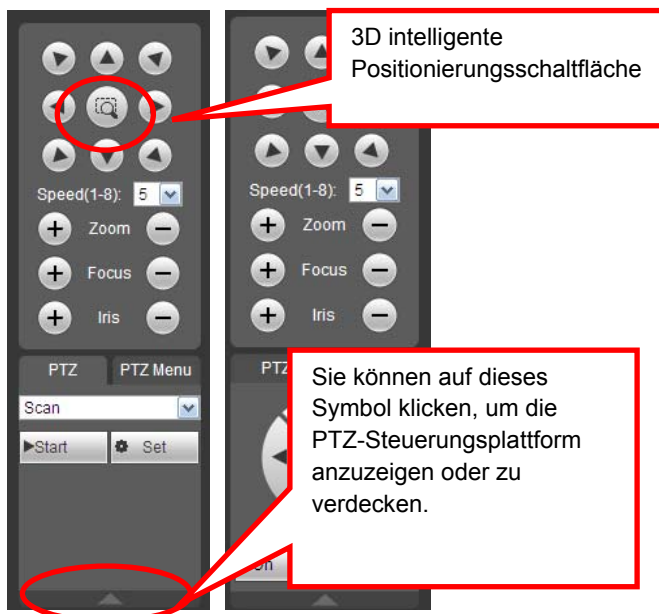 3D intelligente
Positionierungsschaltfläche
Speed(1-8): 5
Zoom
Focus
Iris
PTZ PTZ Menu
Scan
Start Set
Speed(1-8): 5
Zoom
Focus
Iris
PTZ
Sie können auf dieses
Symbol klicken, um die
PTZ-Steuerungsplattform
anzuzeigen oder zu
verdecken.